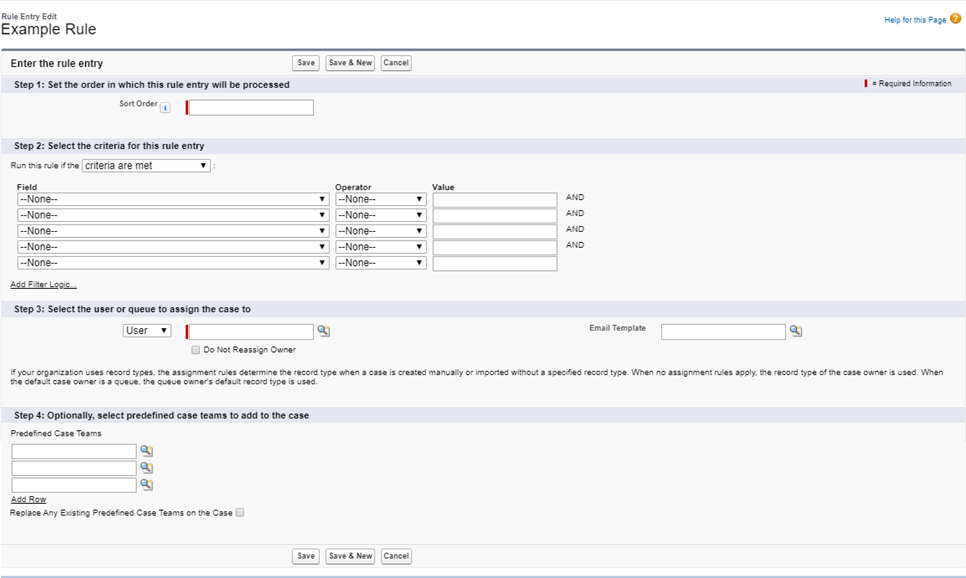 Rule Entry Edit
Example Rule
Help for this Page ?
Enter the rule entry
Save Save & New Cancel
Step 1: Set the order in which this rule entry will be processed
= Required Information
Sort Order i
Step 2: Select the criteria for this rule entry
Run this rule if the criteria are met :
Field Operator Value
--None-- --None-- AND
--None-- --None-- AND
--None-- --None-- AND
--None-- --None-- AND
--None-- --None--
Add Filter Logic...
Step 3: Select the user or queue to assign the case to
User Email Template
Do Not Reassign Owner
If your organization uses record types, the assignment rules determine the record type when a case is created manually or imported without a specified record type. When no assignment rules apply, the record type of the case owner is used. When
the default case owner is a queue, the queue owner's default record type is used.
Step 4: Optionally, select predefined case teams to add to the case
Predefined Case Teams
Add Row
Replace Any Existing Predefined Case Teams on the Case
Save Save & New Cancel